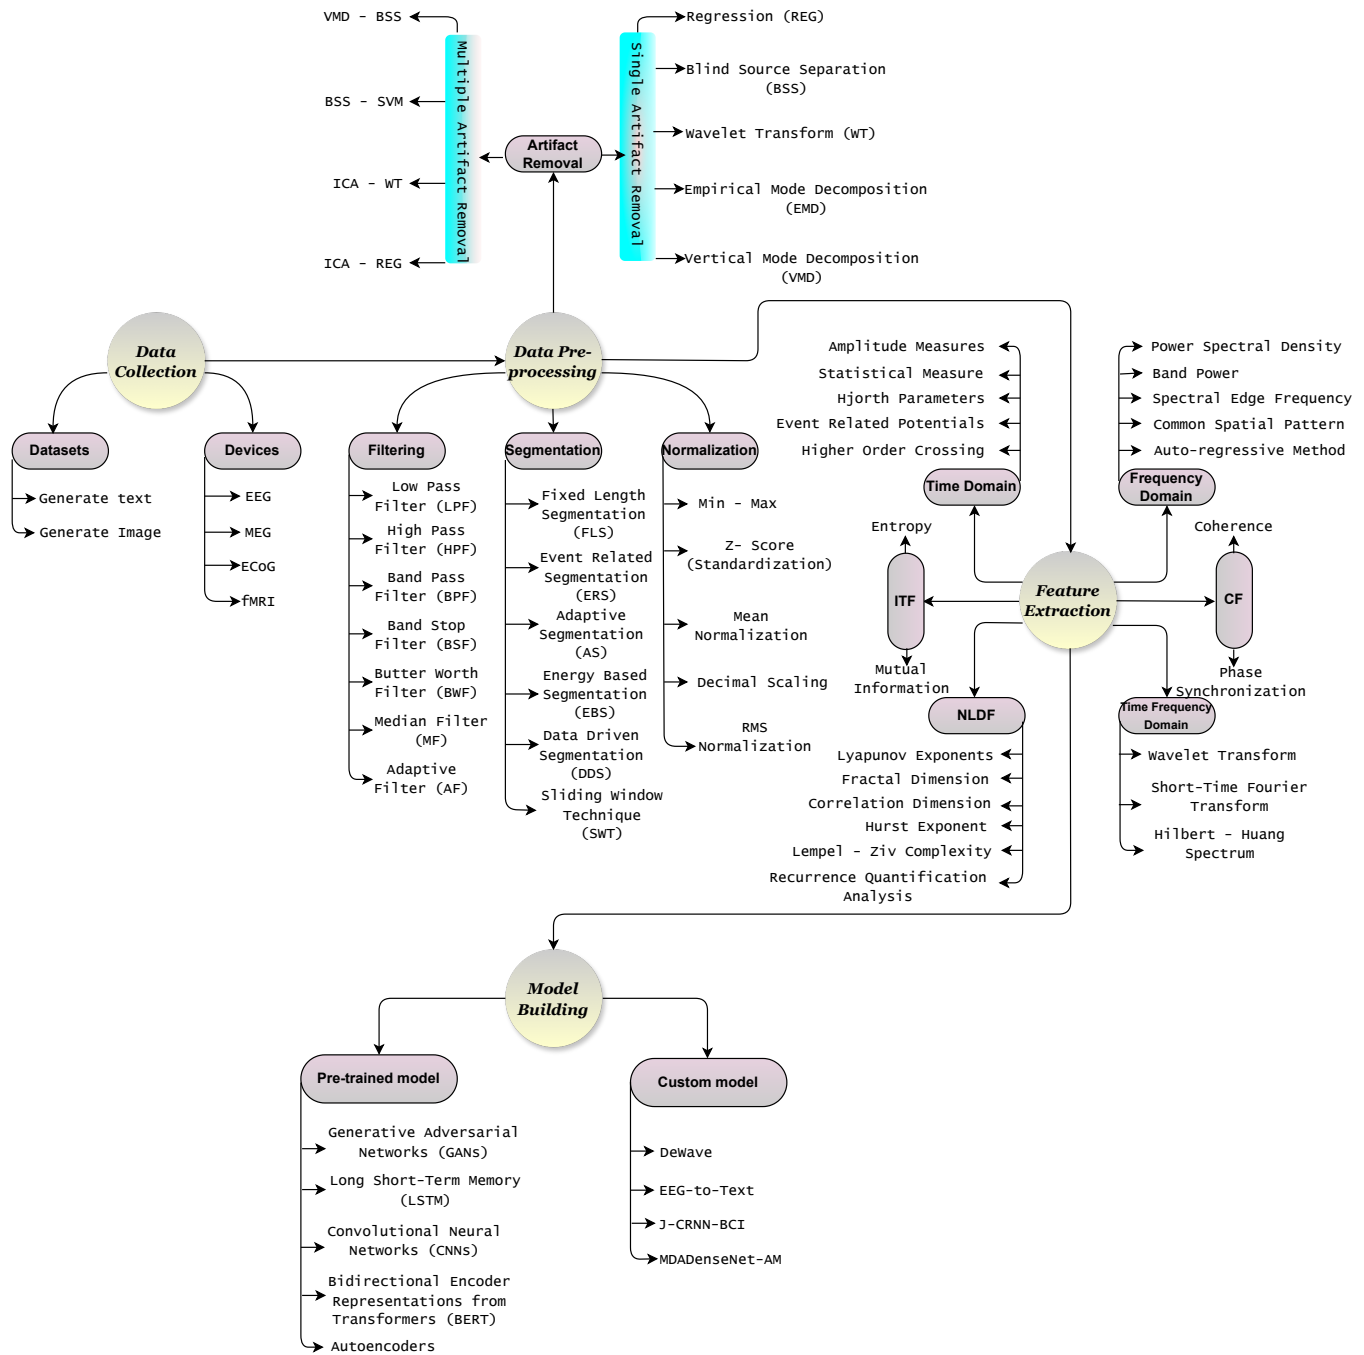 VMD - BSS
BSS - SVM
ICA - WT
ICA - REG
Multiple Artifact Removal
Artifact
Removal
Single Artifact Removal
Regression (REG)
Blind Source Separation
(BSS)
Wavelet Transform (WT)
Empirical Mode Decomposition
(EMD)
Vertical Mode Decomposition
(VMD)
Data
Collection
Datasets
Generate text
Generate Image
Devices
EEG
MEG
ECoG
fMRI
Data Pre-
processing
Filtering
Low Pass
Filter (LPF)
High Pass
Filter (HPF)
Band Pass
Filter (BPF)
Band Stop
Filter (BSF)
Butter Worth
Filter (BWF)
Median Filter
(MF)
Adaptive
Filter (AF)
Segmentation
Fixed Length
Segmentation
(FLS)
Event Related
Segmentation
(ERS)
Adaptive
Segmentation
(AS)
Energy Based
Segmentation
(EBS)
Data Driven
Segmentation
(DDS)
Sliding Window
Technique
(SWT)
Normalization
Min - Max
Z- Score
(Standardization)
Mean
Normalization
Decimal Scaling
RMS
Normalization
Amplitude Measures
Statistical Measure
Hjorth Parameters
Event Related Potentials
Higher Order Crossing
Time Domain
Power Spectral Density
Band Power
Spectral Edge Frequency
Common Spatial Pattern
Auto-regressive Method
Frequency
Domain
Entropy
ITF
Mutual
Information
Feature
Extraction
Coherence
CF
Phase
Synchronization
NLDF
Lyapunov Exponents
Fractal Dimension
Correlation Dimension
Hurst Exponent
Lempel - Ziv Complexity
Recurrence Quantification
Analysis
Time Frequency
Domain
Wavelet Transform
Short-Time Fourier
Transform
Hilbert - Huang
Spectrum
Model
Building
Pre-trained model
Generative Adversarial
Networks (GANs)
Long Short-Term Memory
(LSTM)
Convolutional Neural
Networks (CNNs)
Bidirectional Encoder
Representations from
Transformers (BERT)
Autoencoders
Custom model
DeWave
EEG-to-Text
J-CRNN-BCI
MDADenseNet-AM